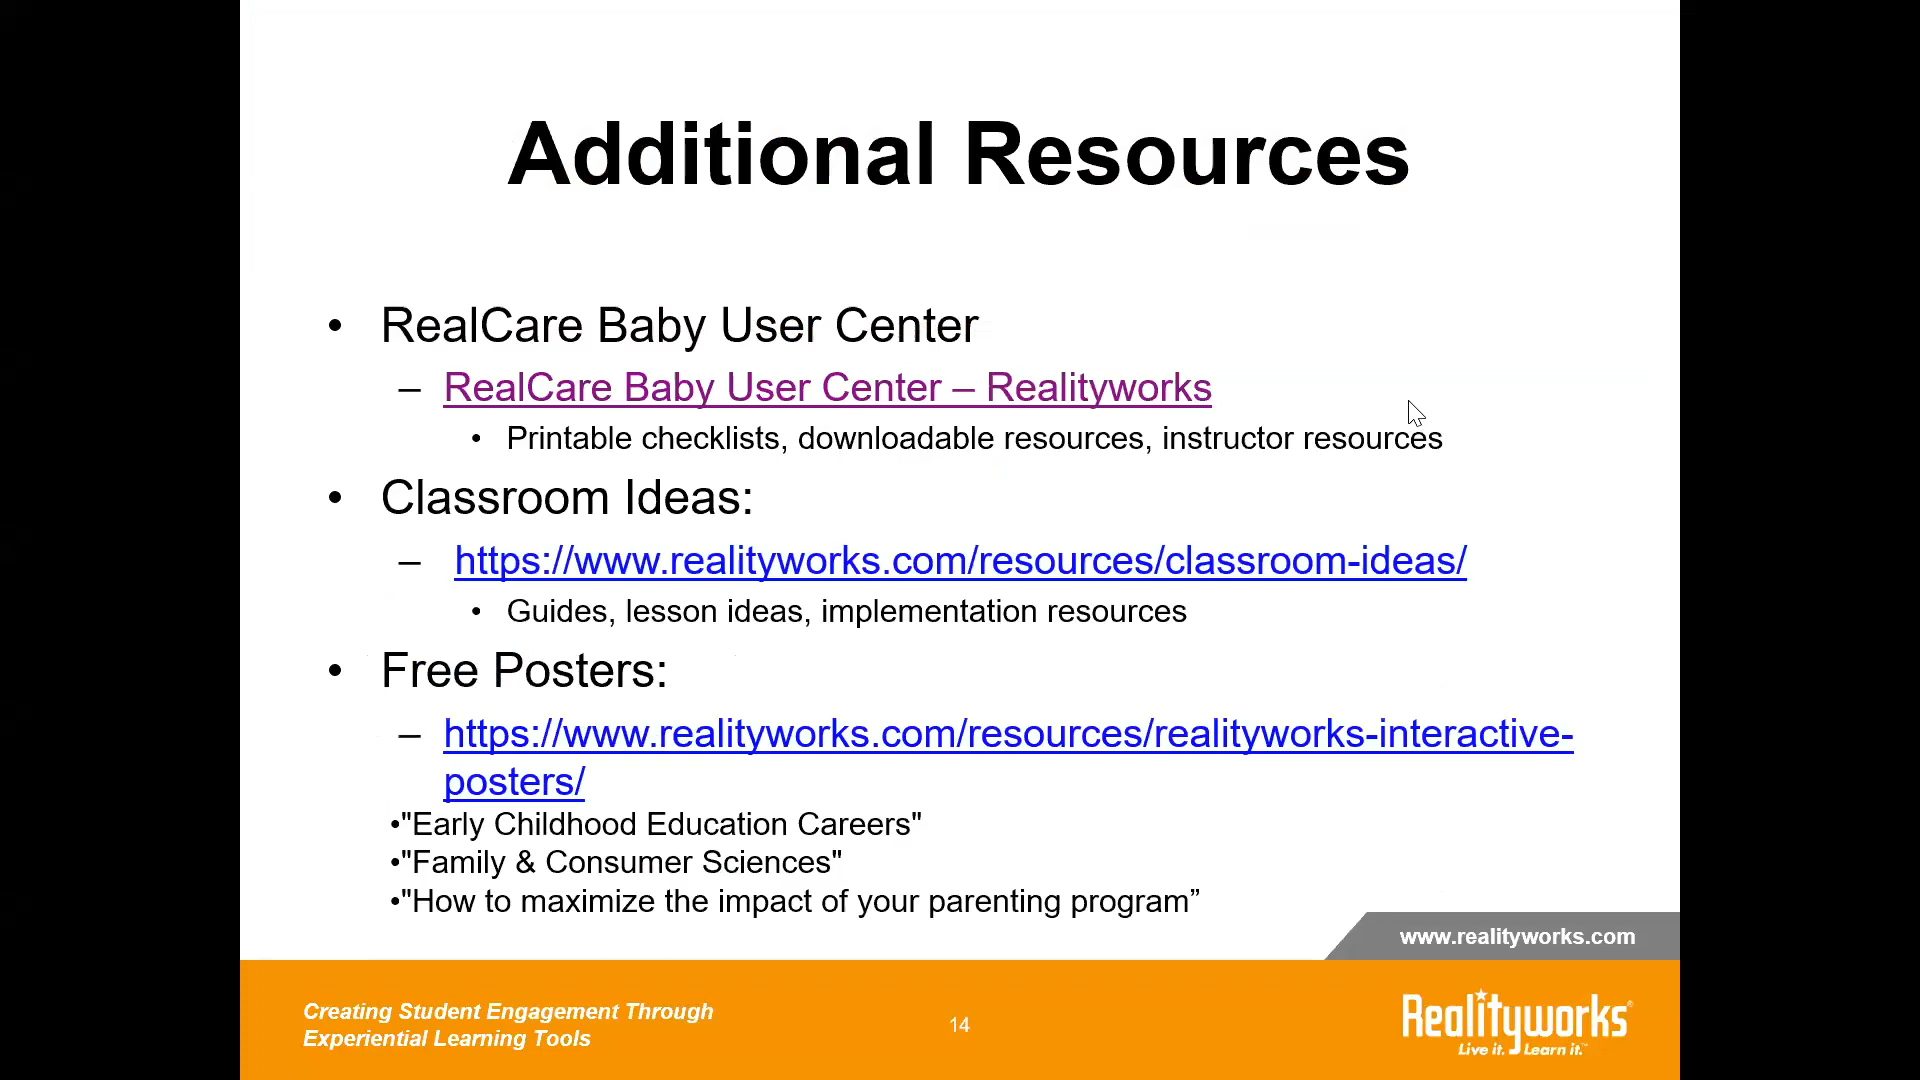 Additional Resources
• RealCare Baby User Center
– RealCare Baby User Center – Realityworks
• Printable checklists, downloadable resources, instructor resources
• Classroom Ideas:
– https://www.realityworks.com/resources/classroom-ideas/
• Guides, lesson ideas, implementation resources
• Free Posters:
– https://www.realityworks.com/resources/realityworks-interactive-
posters/
•"Early Childhood Education Careers"
•"Family & Consumer Sciences"
•"How to maximize the impact of your parenting program”
www.realityworks.com
Creating Student Engagement Through
Experiential Learning Tools
14
Realityworks®
Live it. Learn it.™